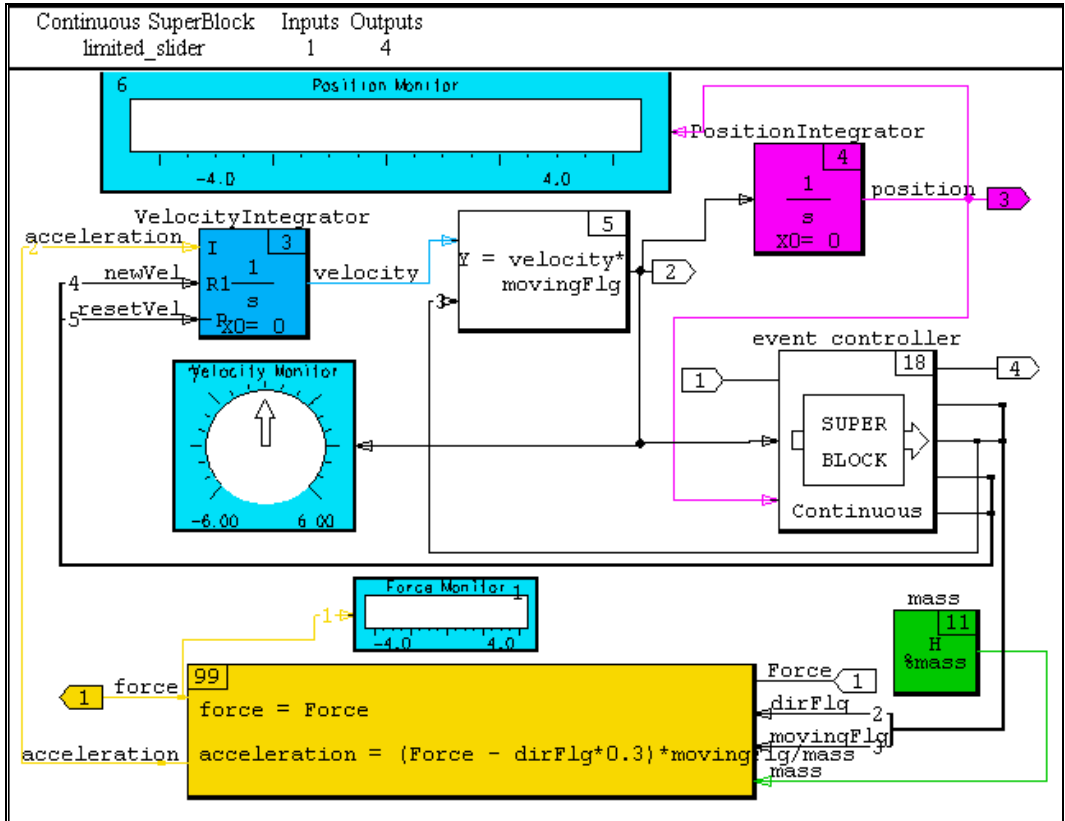 Continuous SuperBlock Inputs Outputs
limited_slider 1 4
6 Position Monitor
-4.0 4.0
PositionIntegrator
4
1
s
X0= 0
position
3
VelocityIntegrator
acceleration
2
3
I
newVel
4
R1
1
s
resetVel
5
R
X0= 0
velocity
5
Y = velocity*
movingFlg
3
2
event controller
18
1
4
SUPER
BLOCK
Continuous
7
Velocity Monitor
-6.00 6.00
Force Monitor 1
-4.0 4.0
1
mass
11
H
%mass
99
force
1
force = Force
acceleration
acceleration = (Force - dirFlg*0.3)*movingFlg/mass
Force
1
dirFlg
2
movingFlg
3
mass